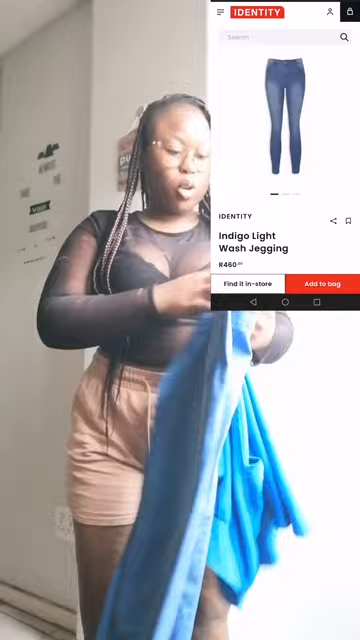 IDENTITY
Search
IDENTITY
Indigo Light
Wash Jegging
R460.00
Find it in-store
Add to bag